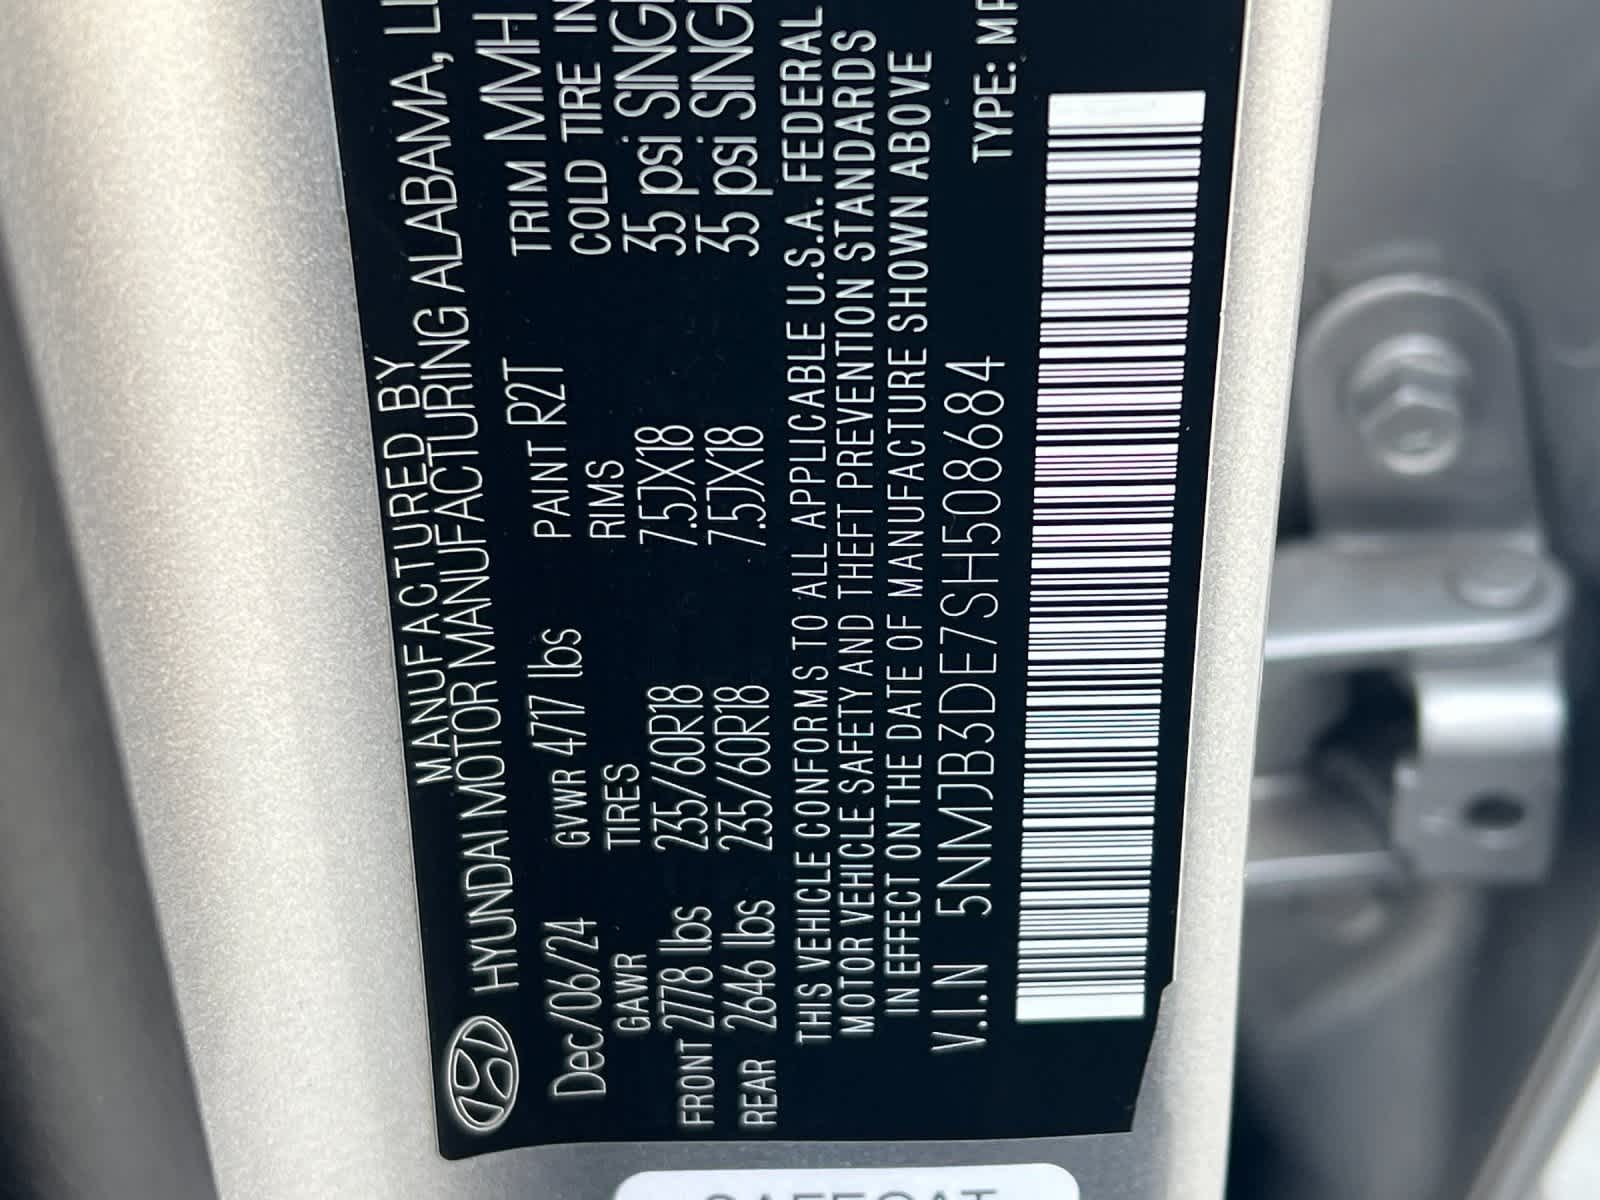 MANUFACTURED BY
HYUNDAI MOTOR MANUFACTURING ALABAMA,
Dec/06/24 GVWR 4717 lbs PAINT R2T TRIM MMH
GAWR TIRES RIMS COLD TIRE
FRONT 2778 lbs 235/60R18 7.5JX18 35 psi
REAR 2646 lbs 235/60R18 7.5JX18 35 psi
THIS VEHICLE CONFORMS TO ALL APPLICABLE U.S.A. FEDERAL
MOTOR VEHICLE SAFETY AND THEFT PREVENTION STANDARDS
IN EFFECT ON THE DATE OF MANUFACTURE SHOWN ABOVE
V.I.N 5NMJB3DE7SH508684 TYPE: